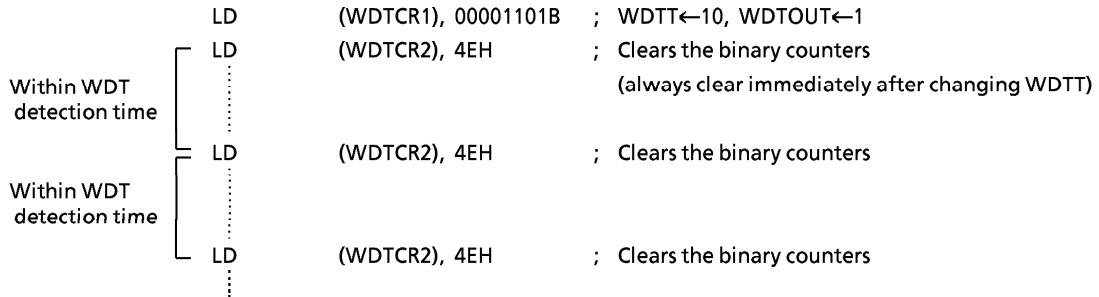 LD (WDTCR1), 00001101B ; WDTT←10, WDTOUT←1
LD (WDTCR2), 4EH ; Clears the binary counters
Within WDT (always clear immediately after changing WDTT)
detection time
LD (WDTCR2), 4EH ; Clears the binary counters
Within WDT
detection time
LD (WDTCR2), 4EH ; Clears the binary counters